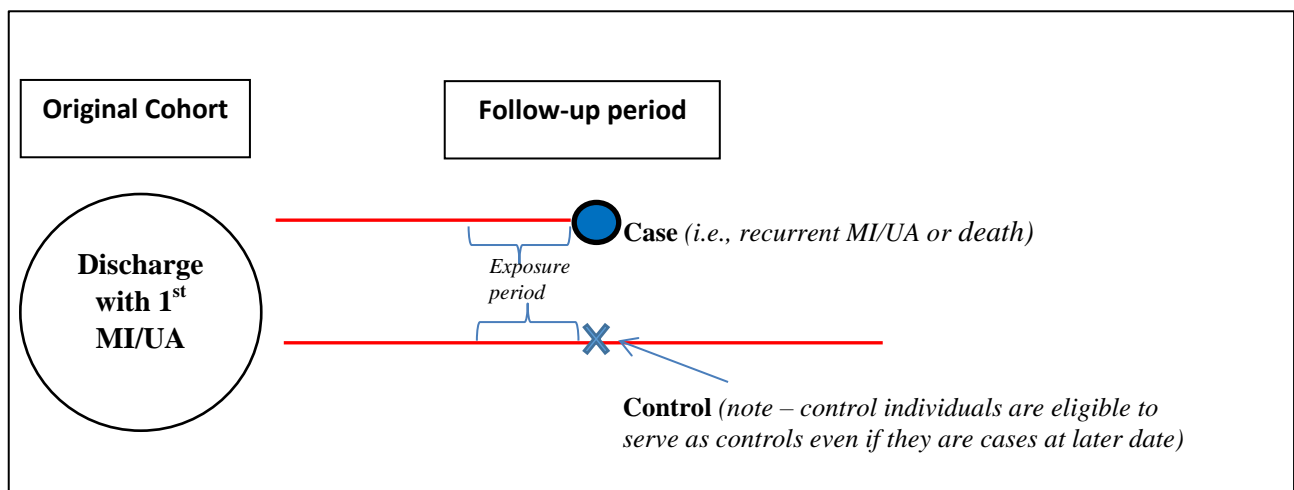 Original Cohort
Follow-up period
Discharge
with 1st
MI/UA
Case (i.e., recurrent MI/UA or death)
Exposure
period
Control (note – control individuals are eligible to
serve as controls even if they are cases at later date)